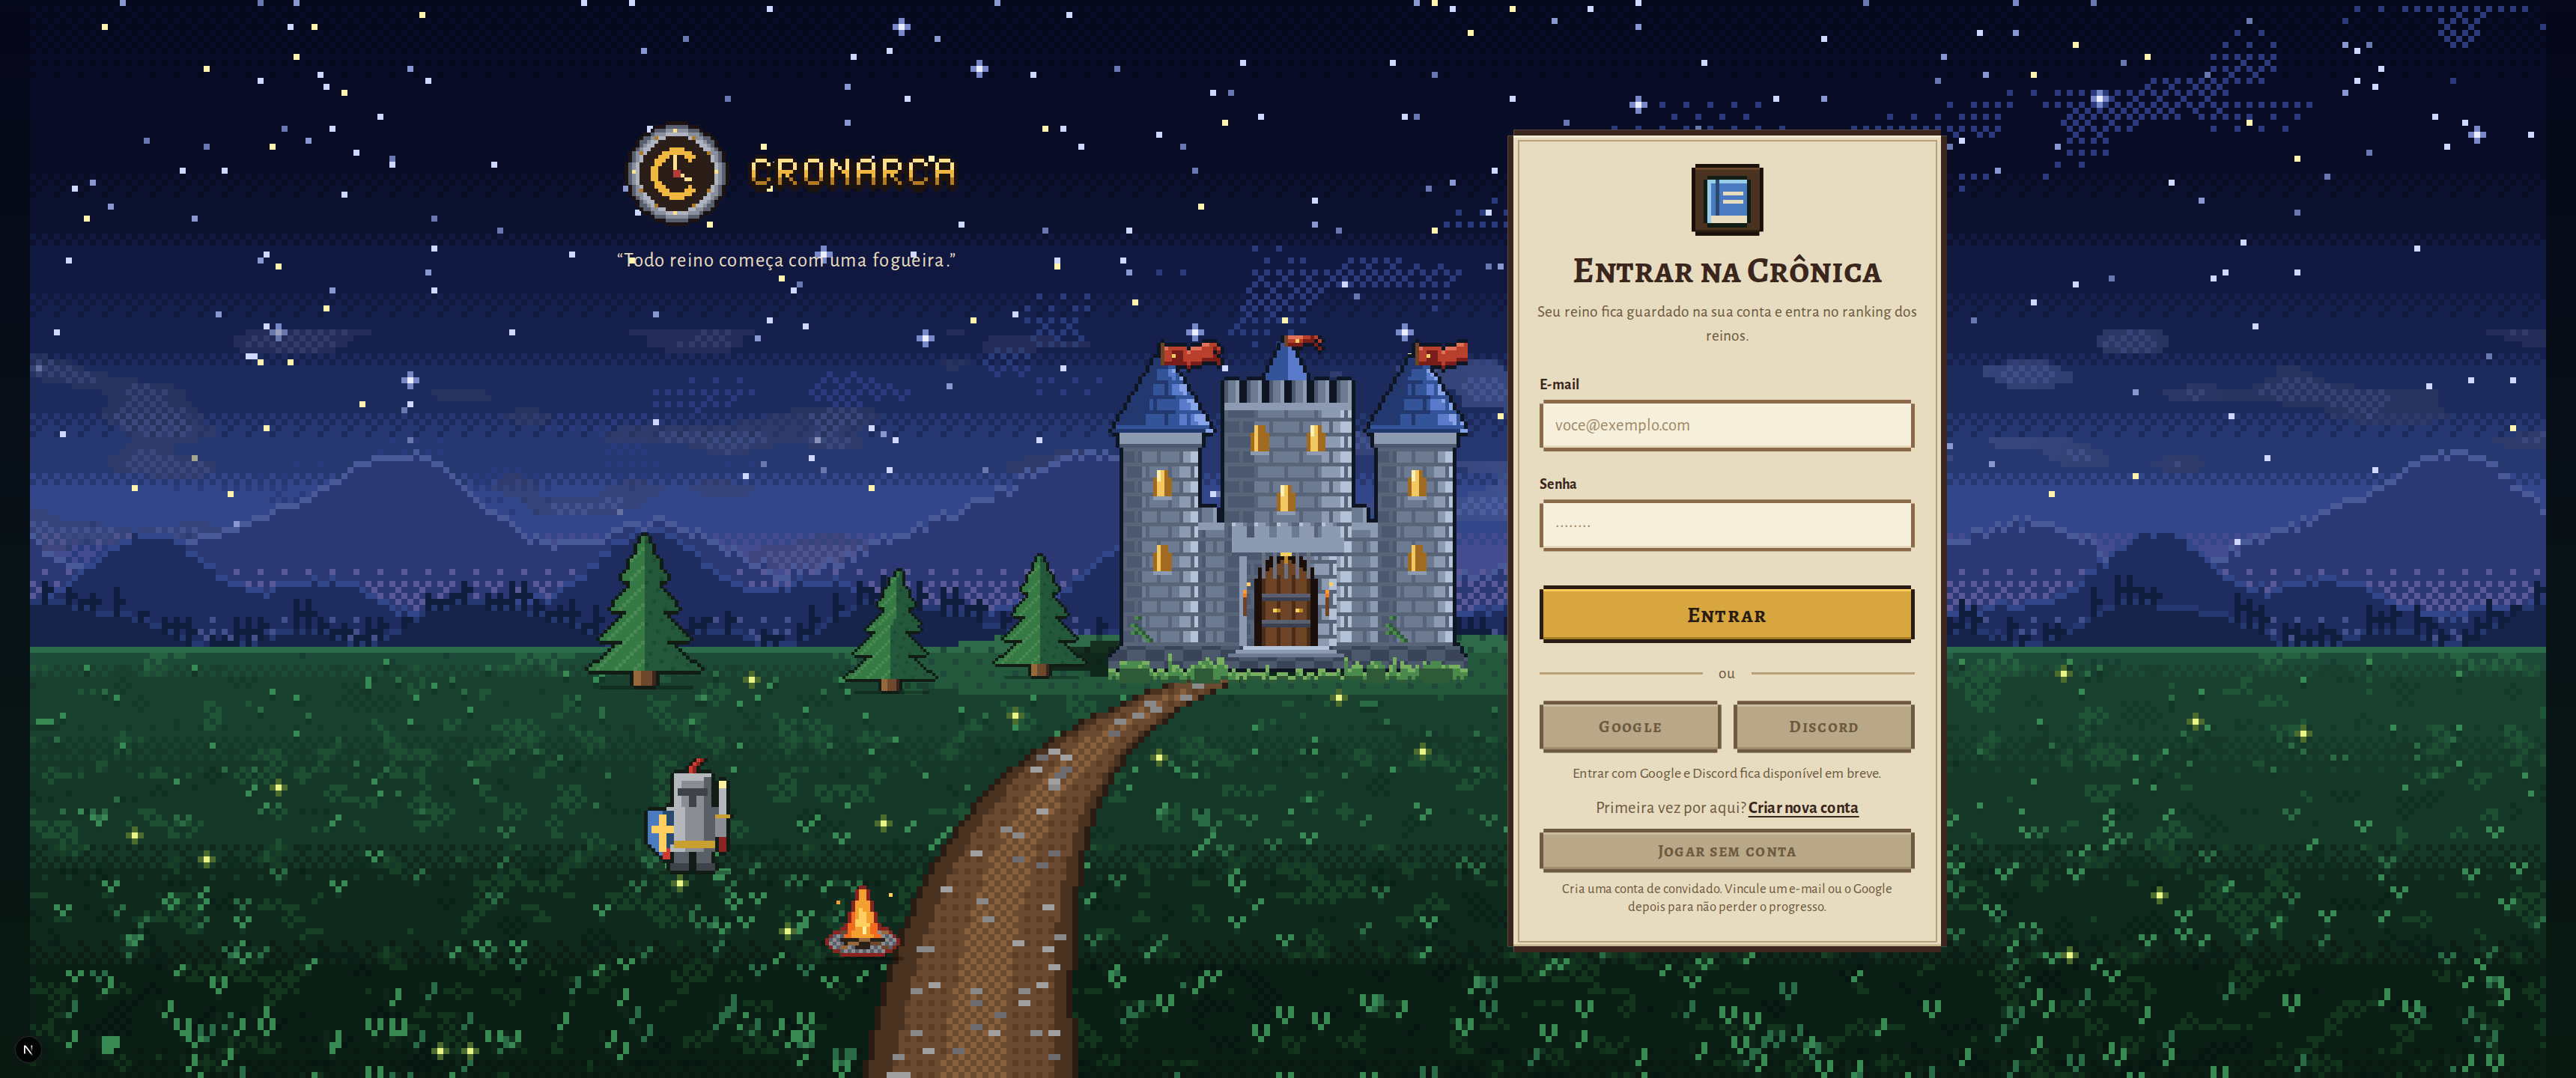 CRONARCA
“Todo reino começa com uma fogueira.”
Entrar na Crônica
Seu reino fica guardado na sua conta e entra no ranking dos
reinos.
E-mail
voce@exemplo.com
Senha
........
Entrar
ou
Google
Discord
Entrar com Google e Discord fica disponível em breve.
Primeira vez por aqui? Criar nova conta
Jogar sem conta
Cria uma conta de convidado. Vincule um e-mail ou o Google
depois para não perder o progresso.
N